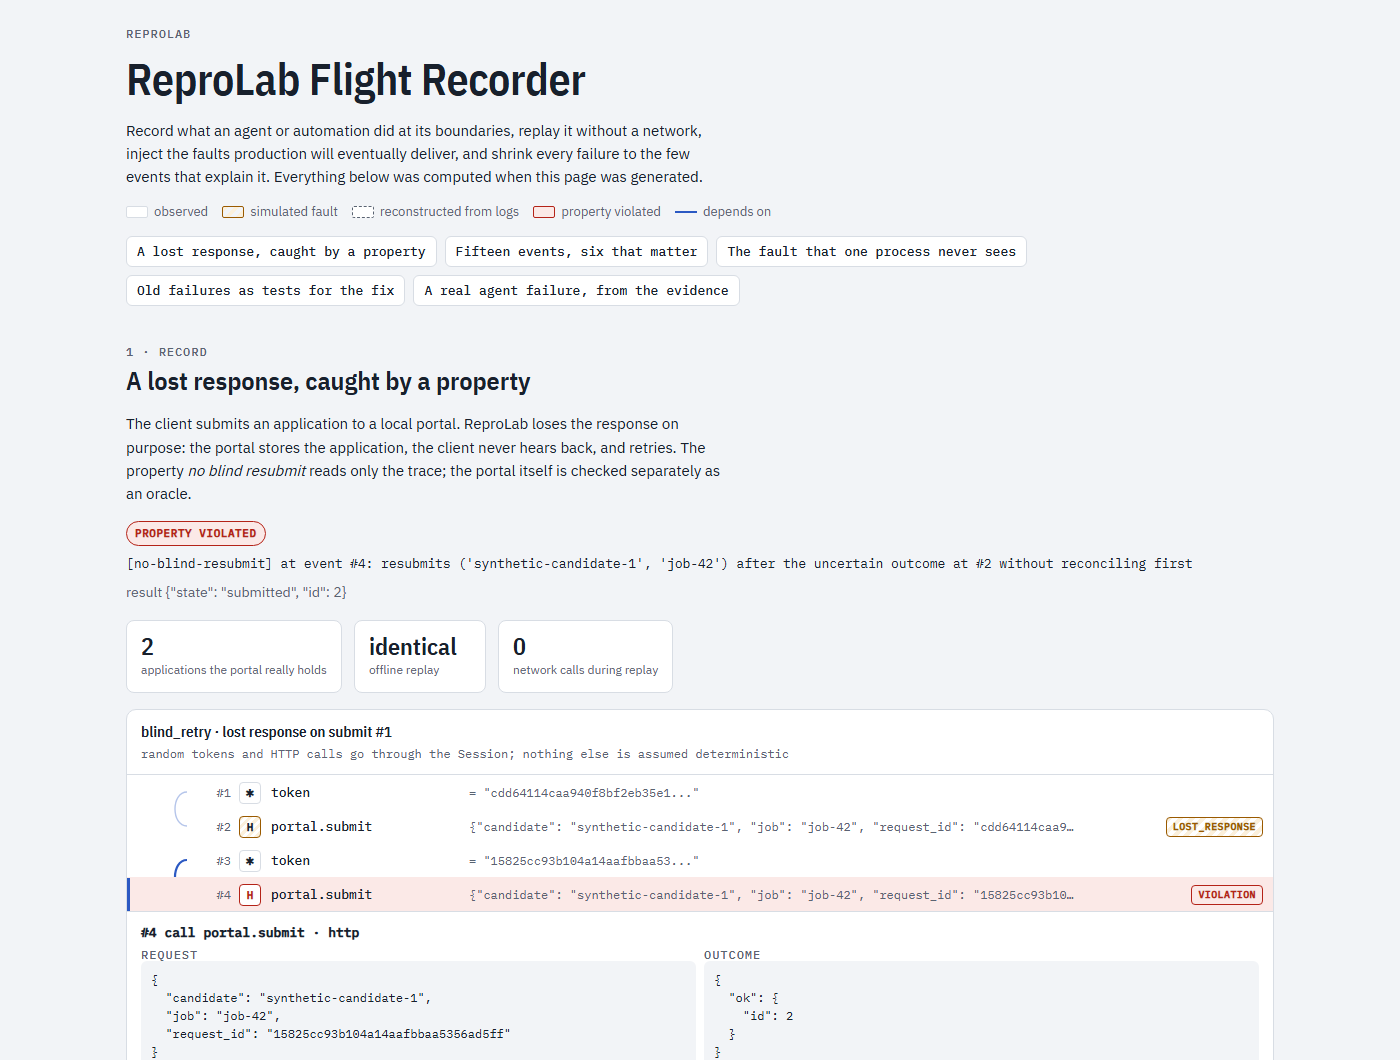 REPROLAB
ReproLab Flight Recorder
Record what an agent or automation did at its boundaries, replay it without a network,
inject the faults production will eventually deliver, and shrink every failure to the few
events that explain it. Everything below was computed when this page was generated.
observed simulated fault reconstructed from logs property violated depends on
A lost response, caught by a property Fifteen events, six that matter The fault that one process never sees
Old failures as tests for the fix A real agent failure, from the evidence
1 · RECORD
A lost response, caught by a property
The client submits an application to a local portal. ReproLab loses the response on
purpose: the portal stores the application, the client never hears back, and retries. The
property no blind resubmit reads only the trace; the portal itself is checked separately as
an oracle.
PROPERTY VIOLATED
[no-blind-resubmit] at event #4: resubmits ('synthetic-candidate-1', 'job-42') after the uncertain outcome at #2 without reconciling first
result {"state": "submitted", "id": 2}
2 identical 0
applications the portal really holds offline replay network calls during replay
blind_retry · lost response on submit #1
random tokens and HTTP calls go through the Session; nothing else is assumed deterministic
#1 ✱ token = "cdd64114caa940f8bf2eb35e1..."
#2 H portal.submit {"candidate": "synthetic-candidate-1", "job": "job-42", "request_id": "cdd64114caa9… LOST_RESPONSE
#3 ✱ token = "15825cc93b104a14aafbbaa53..."
#4 H portal.submit {"candidate": "synthetic-candidate-1", "job": "job-42", "request_id": "15825cc93b10… VIOLATION
#4 call portal.submit · http
REQUEST OUTCOME
{ {
"candidate": "synthetic-candidate-1", "ok": {
"job": "job-42", "id": 2
"request_id": "15825cc93b104a14aafbbaa5356ad5ff" }
} }